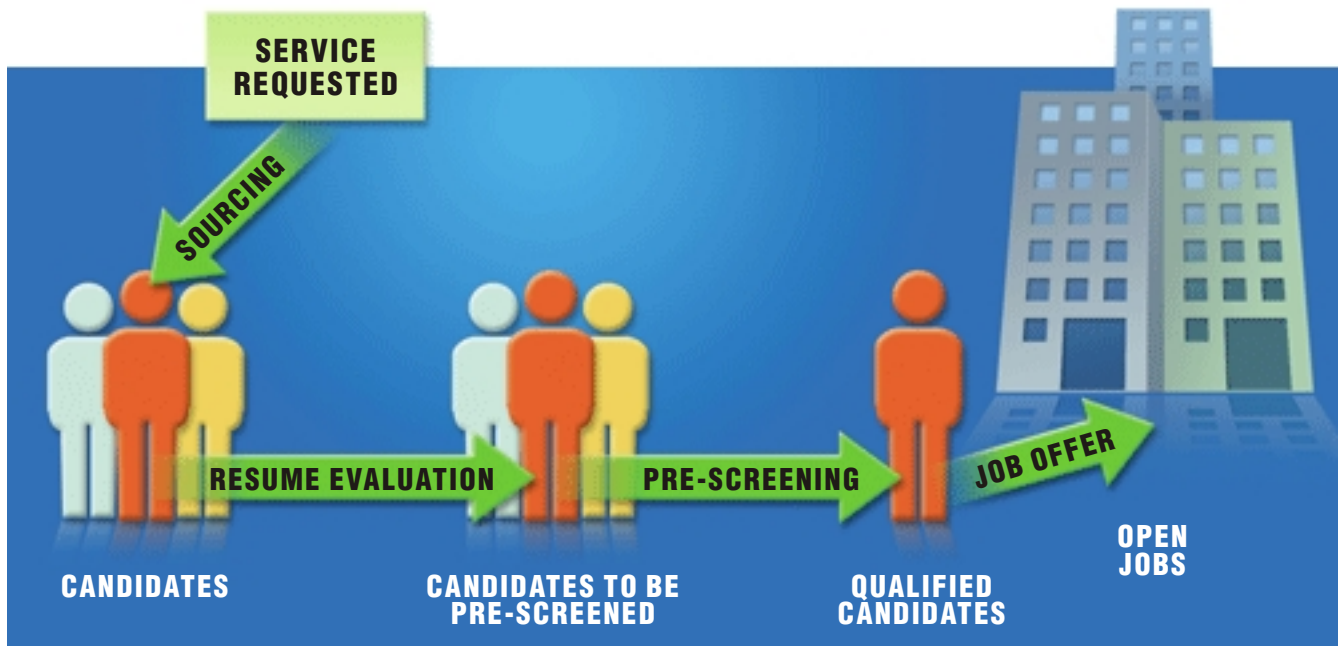 SERVICE
REQUESTED
SOURCING
RESUME EVALUATION
PRE-SCREENING
JOB OFFER
CANDIDATES
CANDIDATES TO BE
PRE-SCREENED
QUALIFIED
CANDIDATES
OPEN
JOBS